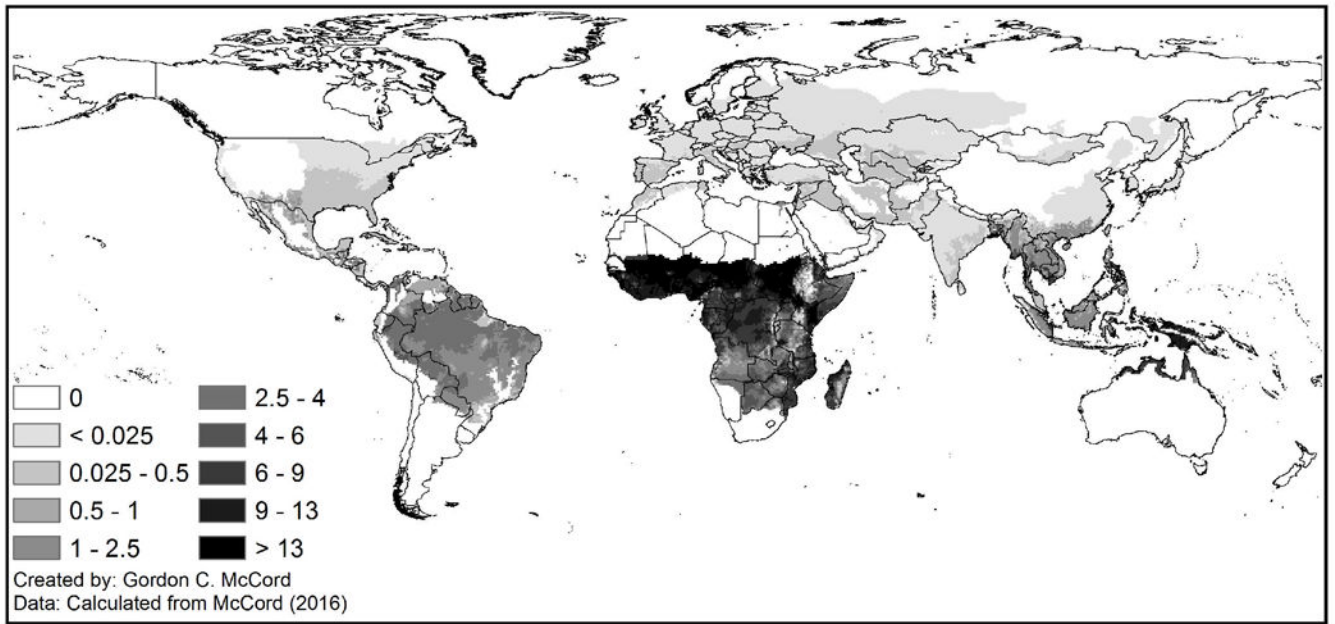 0
< 0.025
0.025 - 0.5
0.5 - 1
1 - 2.5
2.5 - 4
4 - 6
6 - 9
9 - 13
> 13
Created by: Gordon C. McCord
Data: Calculated from McCord (2016)